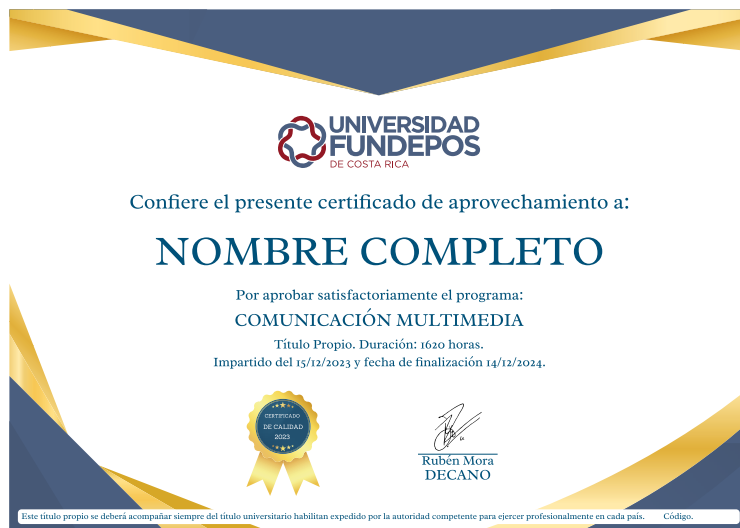 UNIVERSIDAD
FUNDEPOS
DE COSTA RICA
Confiere el presente certificado de aprovechamiento a:
NOMBRE COMPLETO
Por aprobar satisfactoriamente el programa:
COMUNICACIÓN MULTIMEDIA
Título Propio. Duración: 1620 horas.
Impartido del 15/12/2023 y fecha de finalización 14/12/2024.
CERTIFICADO
DE CALIDAD
2023
Rubén Mora
DECANO
Este título propio se deberá acompañar siempre del título universitario habilitan expedido por la autoridad competente para ejercer profesionalmente en cada país. Código.